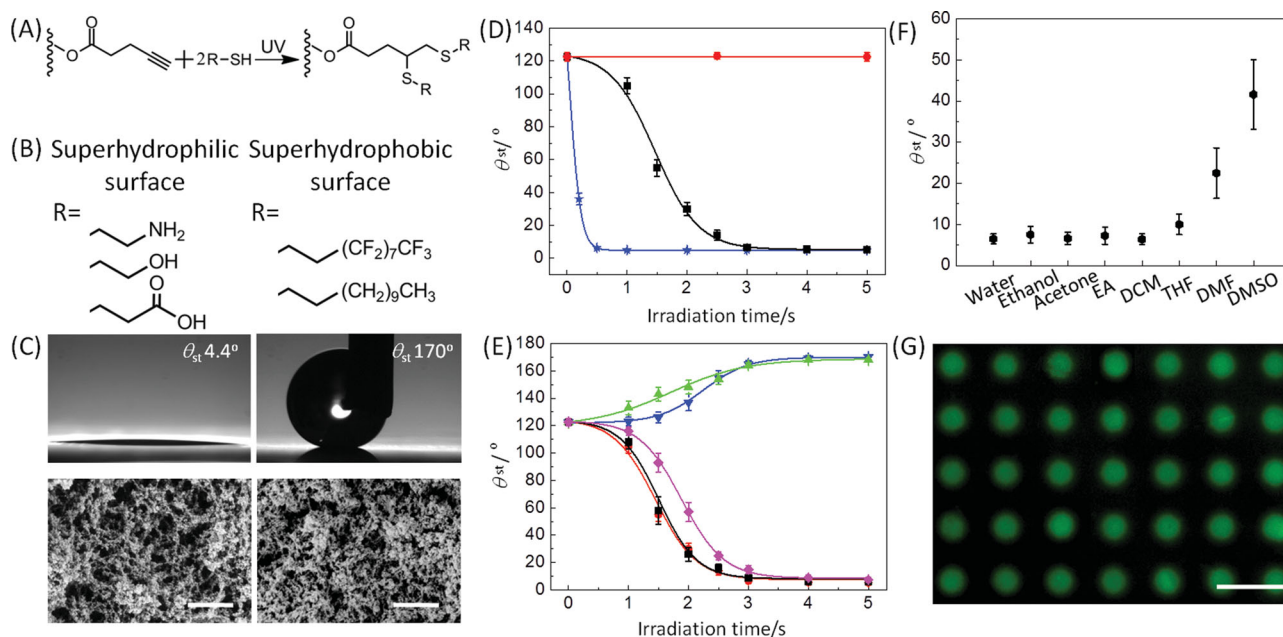 (A)
O
O
+
2R-SH
UV
O
O
S
R
S
R
(B)
Superhydrophilic
surface
Superhydrophobic
surface
R=
NH₂
OH
O
OH
R=
(CF₂)₇CF₃
(CH₂)₉CH₃
(C)
θst 4.4°
θst 170°
(D)
θst/ °
140
120
100
80
60
40
20
0
0 1 2 3 4 5
Irradiation time/s
(E)
θst/ °
180
160
140
120
100
80
60
40
20
0
0 1 2 3 4 5
Irradiation time/s
(F)
θst/ °
60
50
40
30
20
10
0
Water
Ethanol
Acetone
EA
DCM
THF
DMF
DMSO
(G)